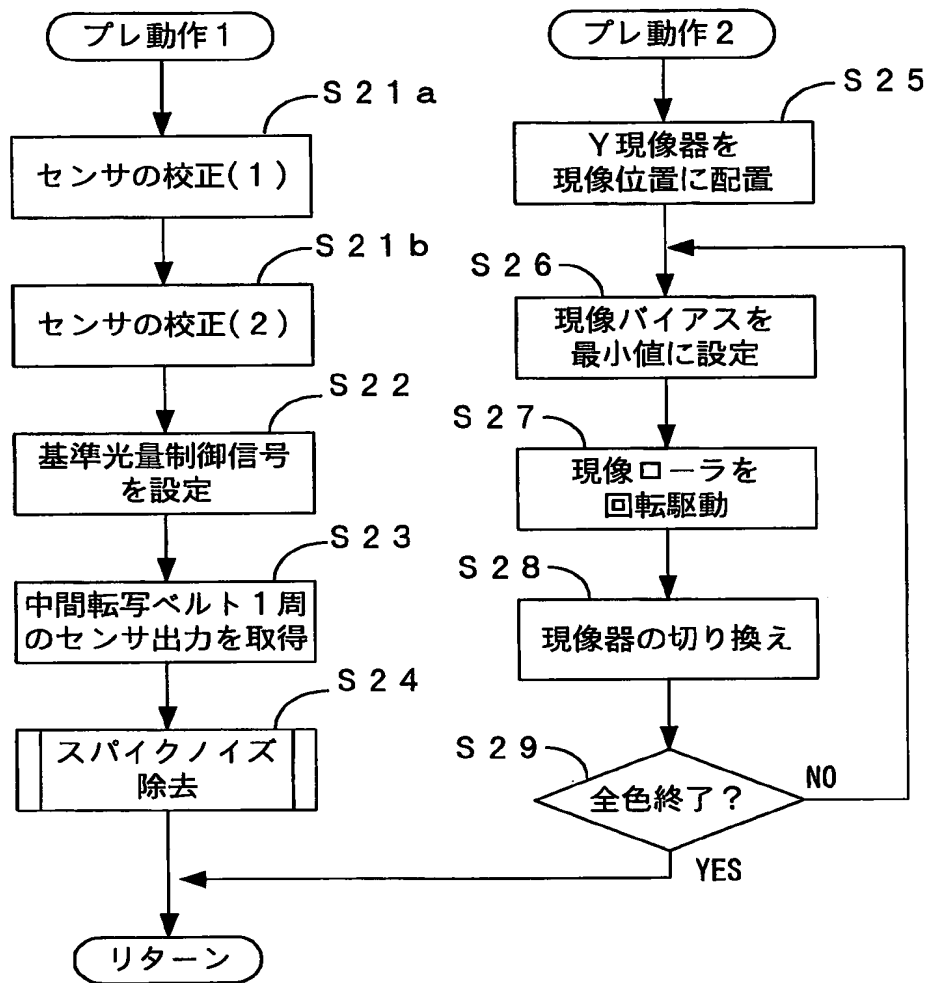 プレ動作１
S２１a
センサの校正(１)
S２１b
センサの校正(２)
S２２
基準光量制御信号
を設定
S２３
中間転写ベルト１周
のセンサ出力を取得
S２４
スパイクノイズ
除去
リターン
プレ動作２
S２５
Y現像器を
現像位置に配置
S２６
現像バイアスを
最小値に設定
S２７
現像ローラを
回転駆動
S２８
現像器の切り換え
S２９
全色終了？
NO
YES